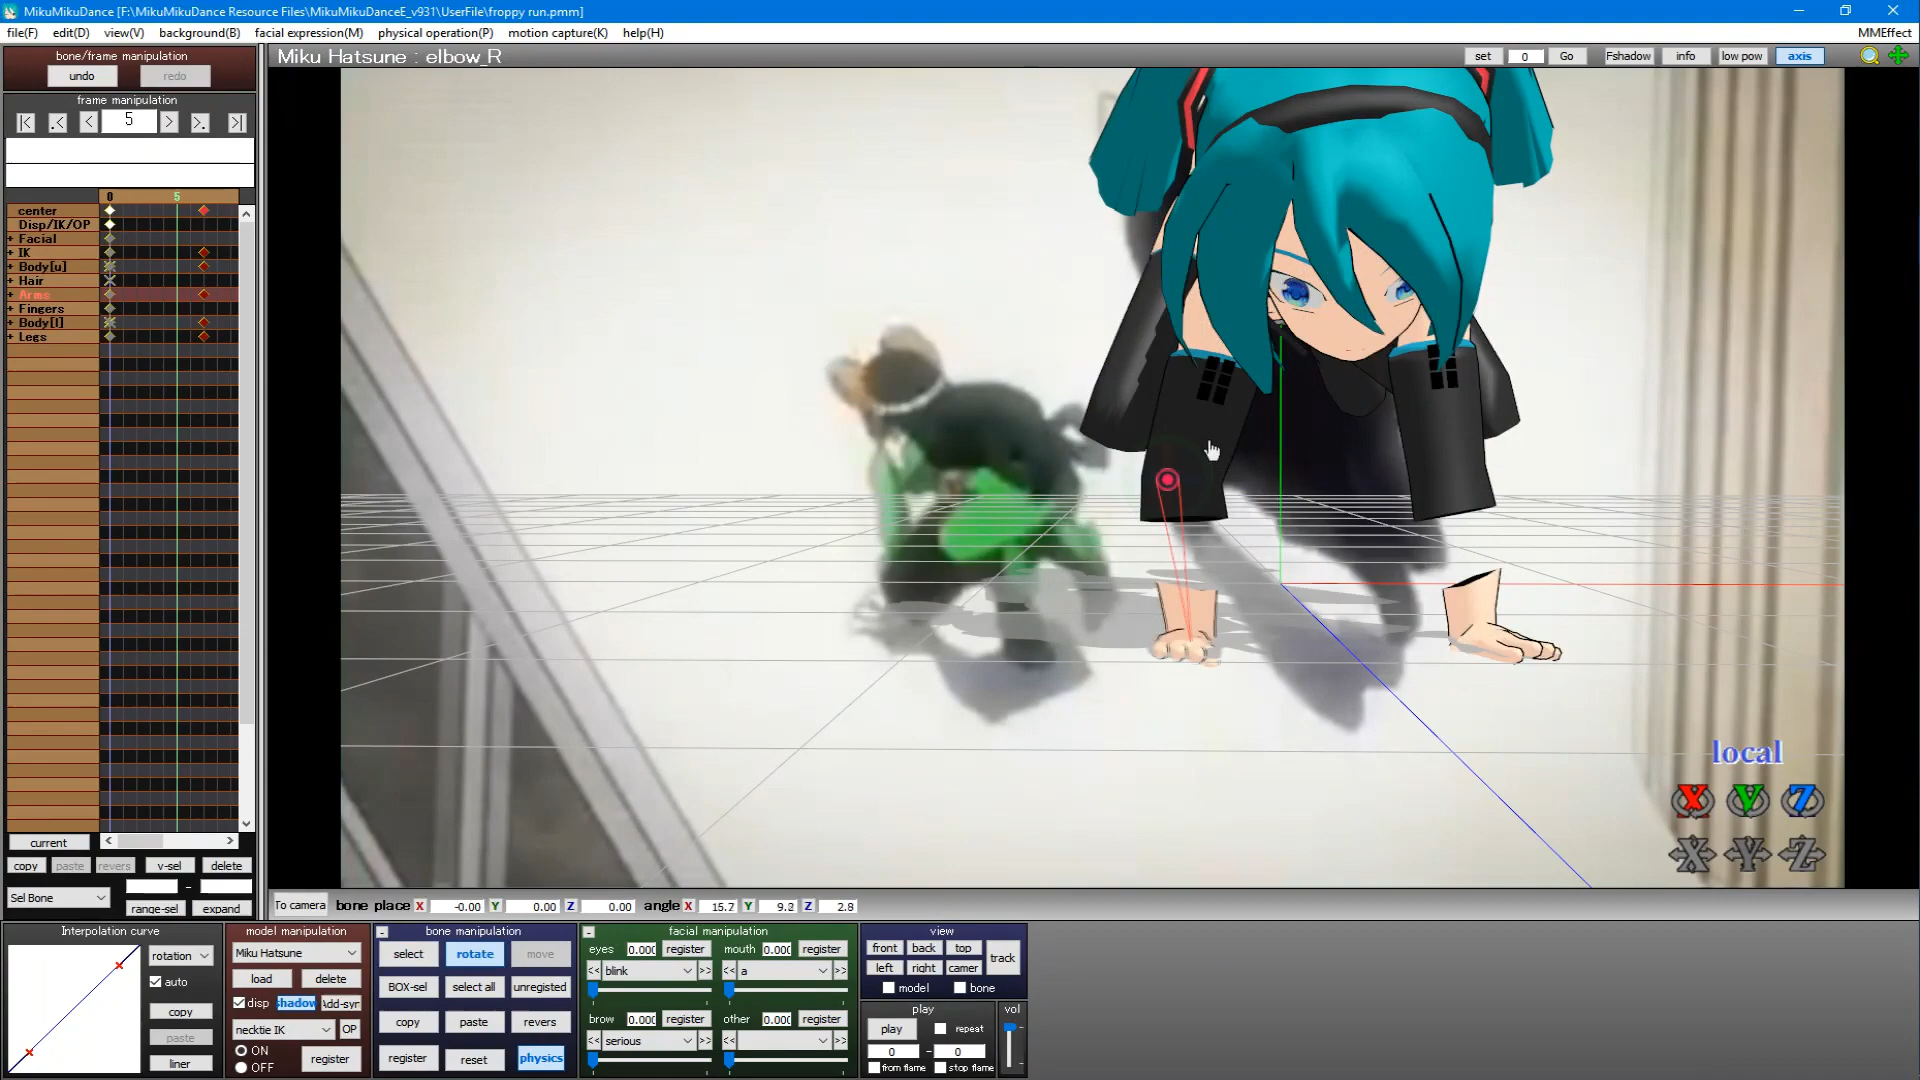 MikuMikuDance [F:\MikuMikuDance Resource Files\MikuMikuDanceE_v931\UserFile\froppy run.pmm]
file(F) edit(D) view(V) background(B) facial expression(M) physical operation(P) motion capture(K) help(H) MMEffect
bone/frame manipulation
undo redo
Miku Hatsune : elbow_R
set 0 Go Fshadow info low pow axis
frame manipulation
|< .< < 5 > >. >|
0 5
center
Disp/IK/OP
+ Facial
+ IK
+ Body[u]
+ Hair
+ Arms
+ Fingers
+ Body[l]
+ Legs
local
X Y Z
X Y Z
current
copy paste revers v-sel delete
Sel Bone -
range-sel expand
To camera bone place X -0.00 Y 0.00 Z 0.00 angle X 15.7 Y 9.2 Z 2.8
Interpolation curve
rotation
auto
copy
paste
liner
model manipulation
Miku Hatsune
load delete
disp shadow Add-syn
necktie IK OP
ON
OFF
register
- bone manipulation
select rotate move
BOX-sel select all unregisted
copy paste revers
register reset physics
- facial manipulation
eyes 0.000 register mouth 0.000 register
<< blink >> << a >>
brow 0.000 register other 0.000 register
<< serious >> << >>
view
front back top
left right camer
track
model bone
play
play repeat
0 - 0
from flame stop flame
vol